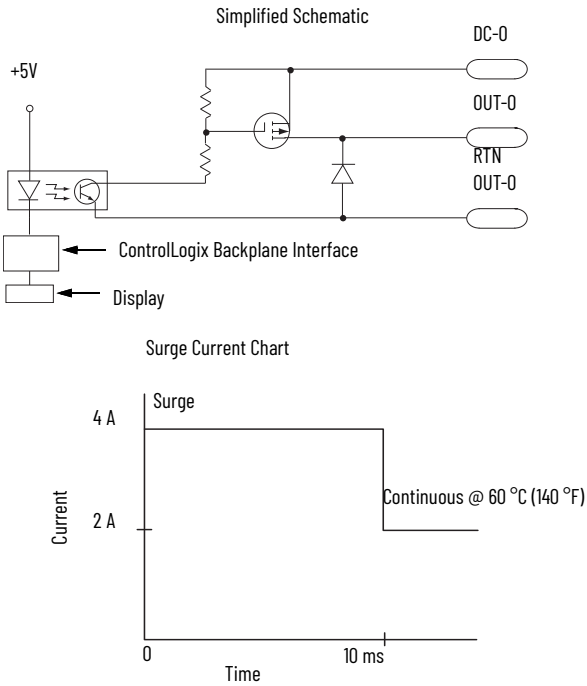 Simplified Schematic
DC-0
+5V
OUT-0
RTN
OUT-0
ControlLogix Backplane Interface
Display
Surge Current Chart
Surge
4 A
Continuous @ 60 °C (140 °F)
2 A
Current
0
10 ms
Time